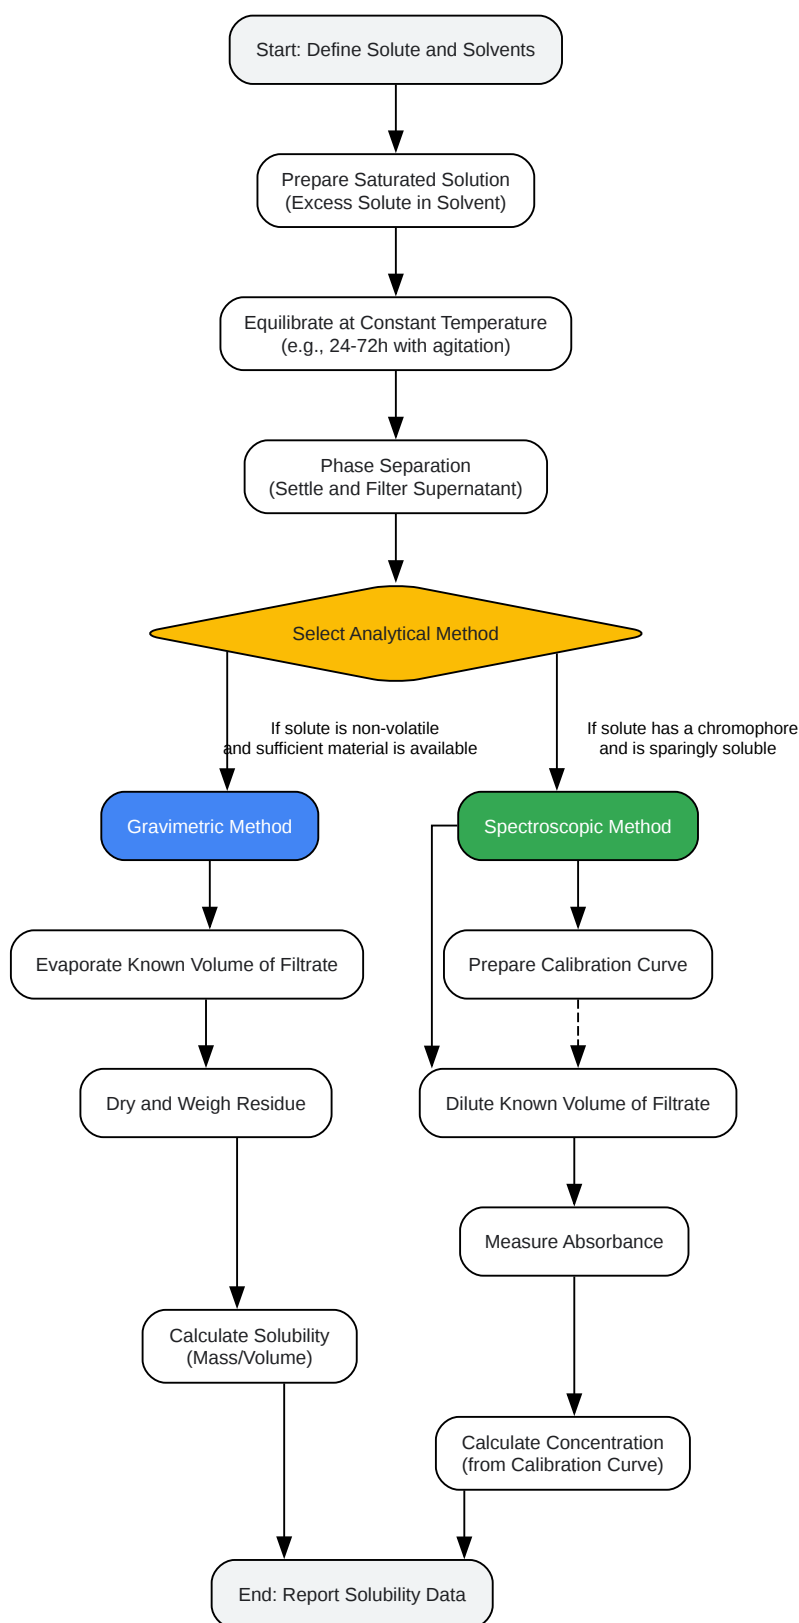 Start: Define Solute and Solvents
Prepare Saturated Solution
(Excess Solute in Solvent)
Equilibrate at Constant Temperature
(e.g., 24-72h with agitation)
Phase Separation
(Settle and Filter Supernatant)
Select Analytical Method
If solute is non-volatile
and sufficient material is available
If solute has a chromophore
and is sparingly soluble
Gravimetric Method
Spectroscopic Method
Evaporate Known Volume of Filtrate
Prepare Calibration Curve
Dry and Weigh Residue
Dilute Known Volume of Filtrate
Measure Absorbance
Calculate Solubility
(Mass/Volume)
Calculate Concentration
(from Calibration Curve)
End: Report Solubility Data